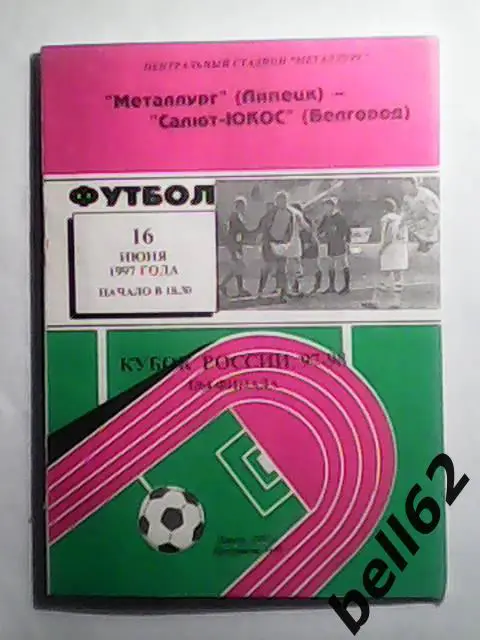 ЦЕНТРАЛЬНЫЙ СТАДИОН "МЕТАЛЛУРГ"
"Металлург" (Липецк) –
"Салют-ЮКОС" (Белгород)
ФУТБОЛ
16
ИЮНЯ
1997 ГОДА
НАЧАЛО В 18.30
КУБОК РОССИИ 97-98
ФИНАЛА
bell62